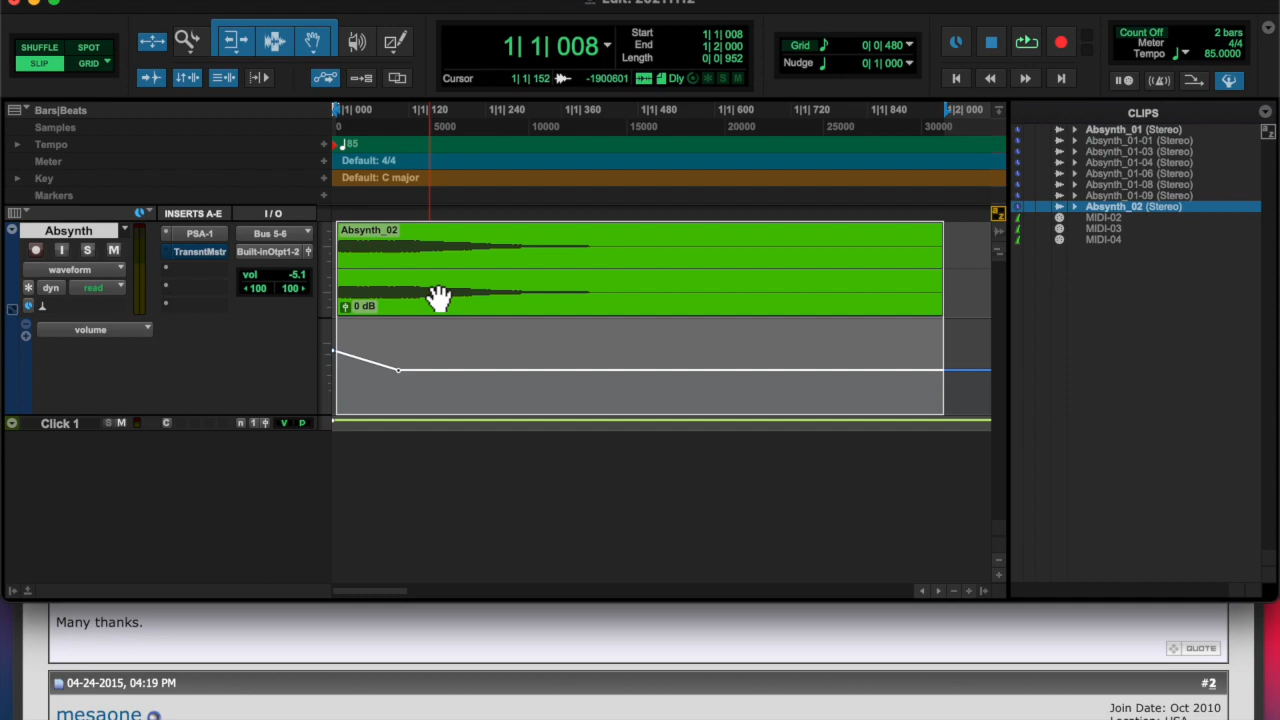 Edit: 20211112
SHUFFLE SPOT
SLIP GRID
1| 1| 008
Start 1| 1| 008
End 1| 2| 000
Length 0| 0| 952
Cursor 1| 1| 152 -1900801 Dly S M
Grid 0| 0| 480
Nudge 0| 1| 000
Count Off 2 bars
Meter 4/4
Tempo 85.0000
Bars|Beats
|1| 000 1|1| 120 1|1| 240 1|1| 360 1|1| 480 1|1| 600 1|1| 720 1|1| 840 1|2| 000
Samples
0 5000 10000 15000 20000 25000 30000
Tempo
85
Meter
Default: 4/4
Key
Default: C major
Markers
INSERTS A-E I / O
Absynth PSA-1 Bus 5-6
I S M TransntMstr Built-inOtpt1-2
waveform
vol -5.1
dyn read
100 100
volume
Absynth_02
0 dB
Click 1 S M C n 1 V P
CLIPS
Absynth_01 (Stereo)
Absynth_01-01 (Stereo)
Absynth_01-03 (Stereo)
Absynth_01-04 (Stereo)
Absynth_01-06 (Stereo)
Absynth_01-08 (Stereo)
Absynth_01-09 (Stereo)
Absynth_02 (Stereo)
MIDI-02
MIDI-03
MIDI-04
Many thanks.
QUOTE
04-24-2015, 04:19 PM #2
mesaone
Join Date: Oct 2010